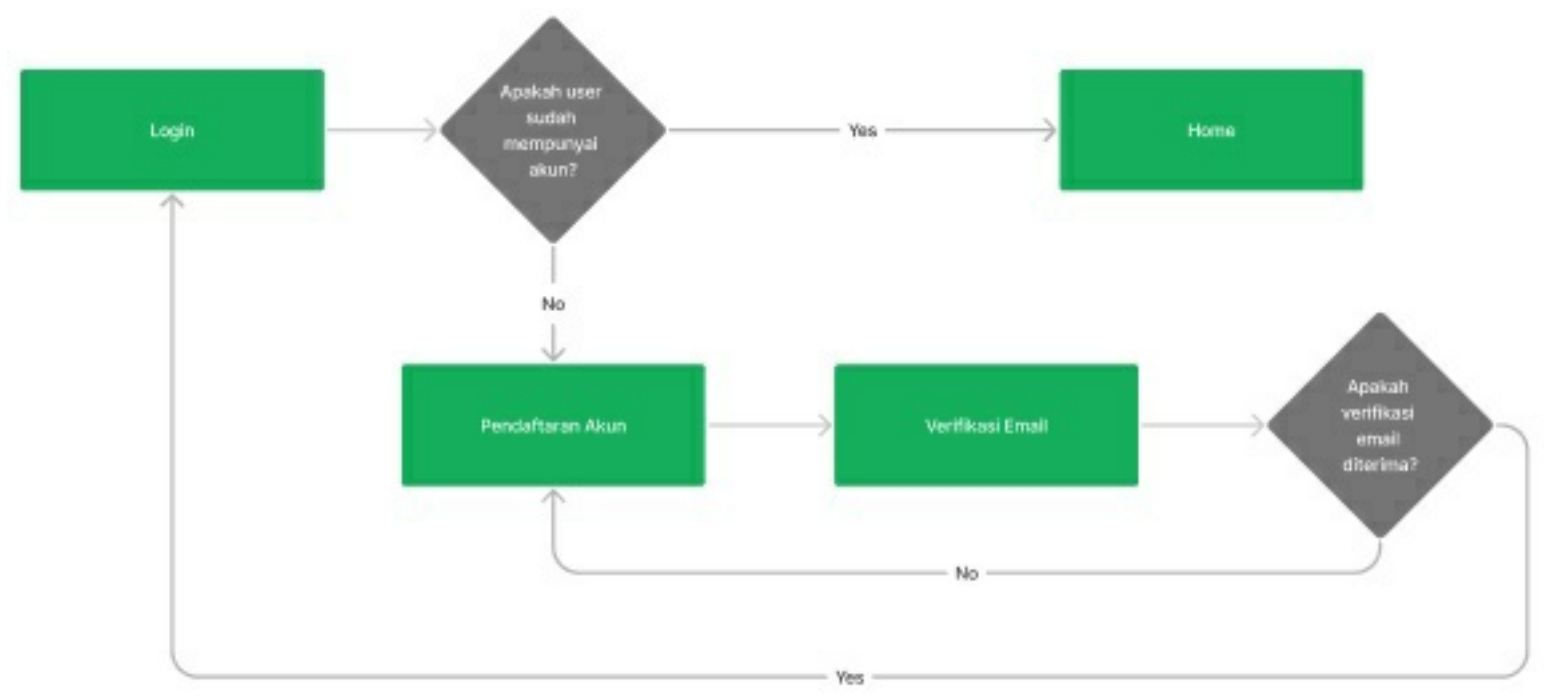 Login
Apakah user
sudah
mempunyai
akun?
Yes
Home
No
Pendaftaran Akun
Verifikasi Email
Apakah
verifikasi
email
diterima?
No
Yes